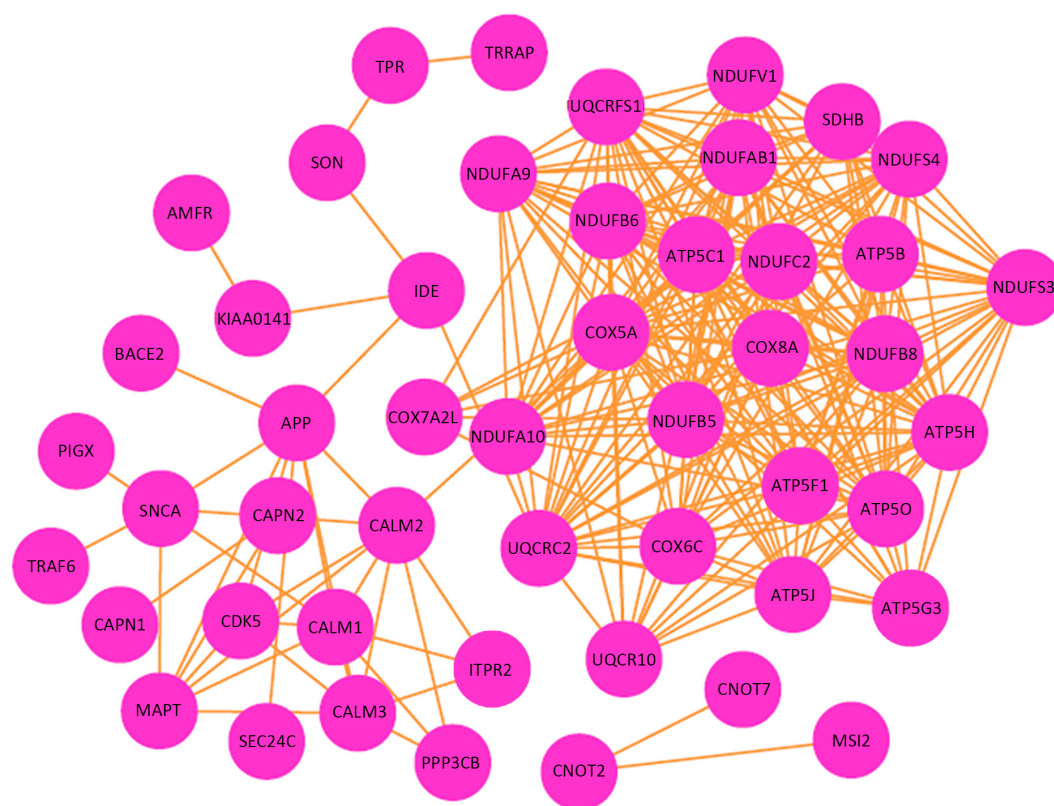 TRRAP
TPR
NDUFV1
UQCRFS1
SDHB
NDUFAB1
NDUFS4
SON
NDUFA9
AMFR
NDUFB6
ATP5C1
NDUFC2
ATP5B
NDUFS3
IDE
KIAA0141
COX5A
COX8A
NDUFB8
BACE2
COX7A2L
APP
NDUFA10
NDUFB5
ATP5H
PIGX
SNCA
CAPN2
CALM2
ATP5F1
ATP5O
UQCRC2
COX6C
TRAF6
ATP5J
ATP5G3
CAPN1
CDK5
CALM1
UQCR10
ITPR2
CNOT7
MAPT
CALM3
SEC24C
MSI2
PPP3CB
CNOT2